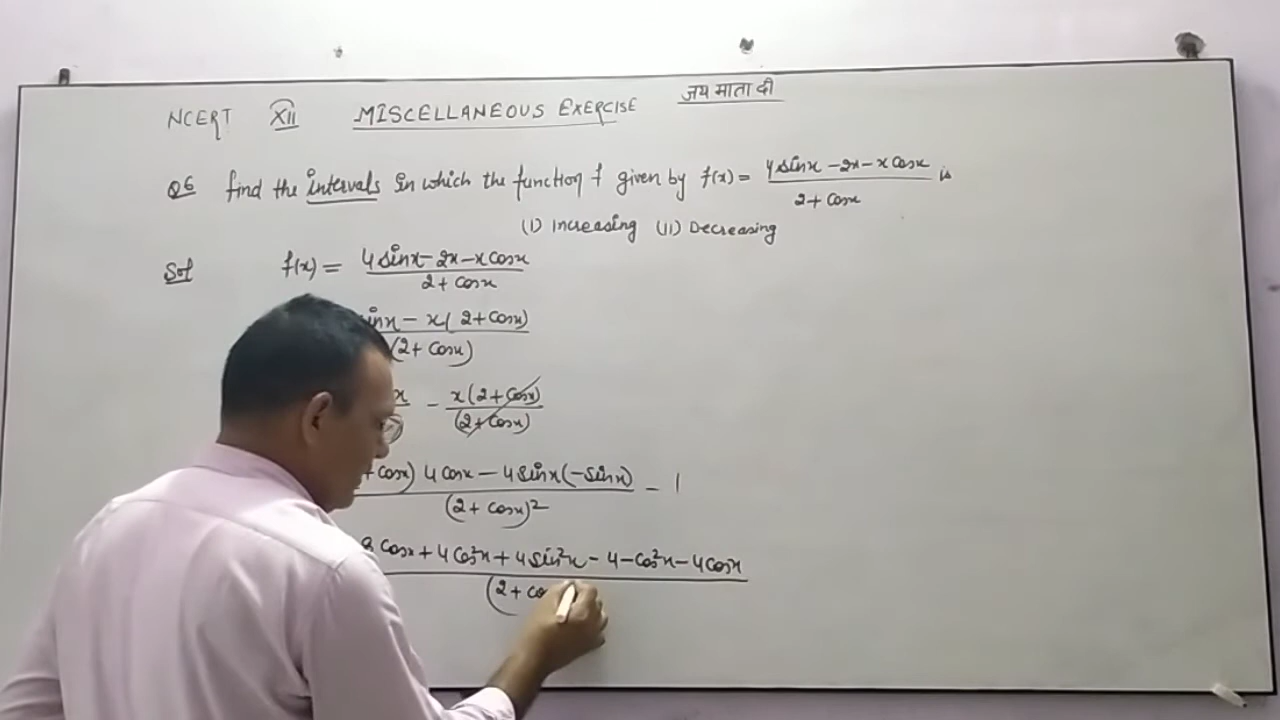 NCERT XII MISCELLANEOUS EXERCISE जय माता दी
Q6 find the intervals in which the function f given by f(x) = (4 sinx - 2x - x cosx)/(2 + cosx) is
(I) Increasing (II) Decreasing
Sol f(x) = (4 sinx - 2x - x cosx)/(2 + cosx)
sinx - x(2 + cosx)/(2 + cosx)
x - x(2 + cosx)/(2 + cosx)
+ cosx) 4 cosx - 4 sinx(-sinx)/(2 + cosx)² - 1
8 cosx + 4 cos²x + 4 sin²x - 4 - cos²x - 4 cosx/(2 + co